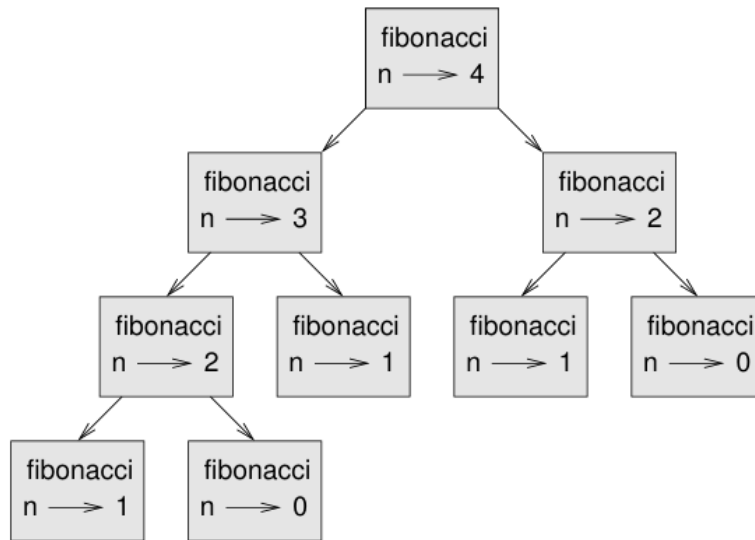 fibonacci
n → 4
fibonacci
n → 3
fibonacci
n → 2
fibonacci
n → 2
fibonacci
n → 1
fibonacci
n → 1
fibonacci
n → 0
fibonacci
n → 1
fibonacci
n → 0